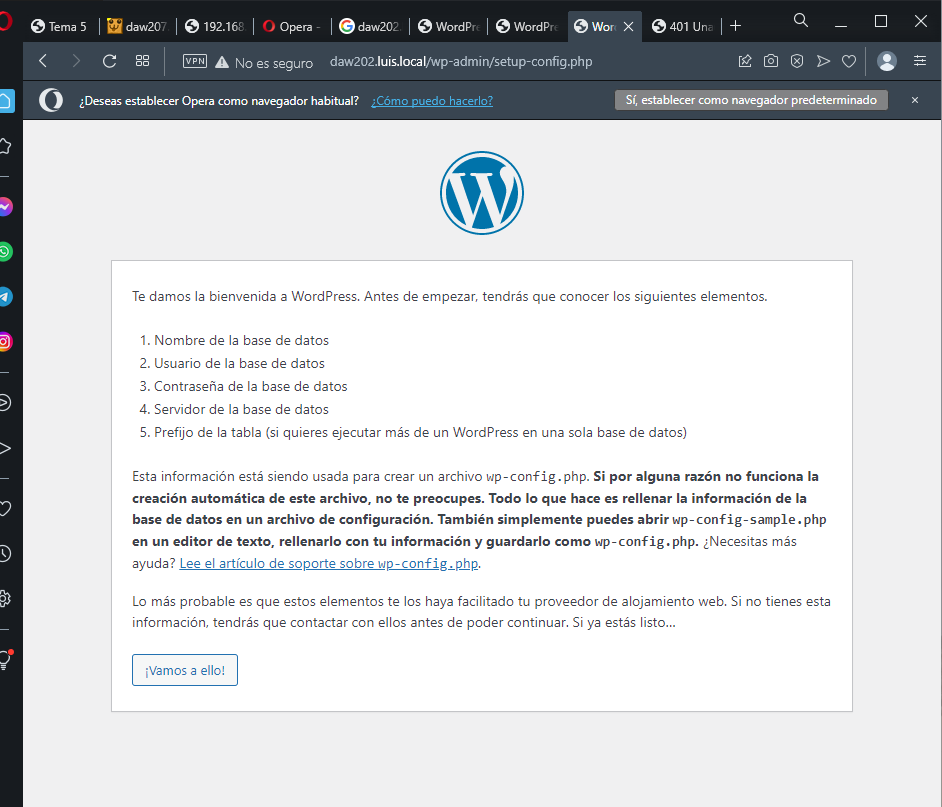 Tema 5
daw207.
192.168.
Opera -
daw202.
WordPre
WordPre
Wor
401 Una
VPN
No es seguro
daw202.luis.local/wp-admin/setup-config.php
¿Deseas establecer Opera como navegador habitual? ¿Cómo puedo hacerlo?
Sí, establecer como navegador predeterminado
Te damos la bienvenida a WordPress. Antes de empezar, tendrás que conocer los siguientes elementos.
1. Nombre de la base de datos
2. Usuario de la base de datos
3. Contraseña de la base de datos
4. Servidor de la base de datos
5. Prefijo de la tabla (si quieres ejecutar más de un WordPress en una sola base de datos)
Esta información está siendo usada para crear un archivo wp-config.php. Si por alguna razón no funciona la
creación automática de este archivo, no te preocupes. Todo lo que hace es rellenar la información de la
base de datos en un archivo de configuración. También simplemente puedes abrir wp-config-sample.php
en un editor de texto, rellenarlo con tu información y guardarlo como wp-config.php. ¿Necesitas más
ayuda? Lee el artículo de soporte sobre wp-config.php.
Lo más probable es que estos elementos te los haya facilitado tu proveedor de alojamiento web. Si no tienes esta
información, tendrás que contactar con ellos antes de poder continuar. Si ya estás listo...
¡Vamos a ello!